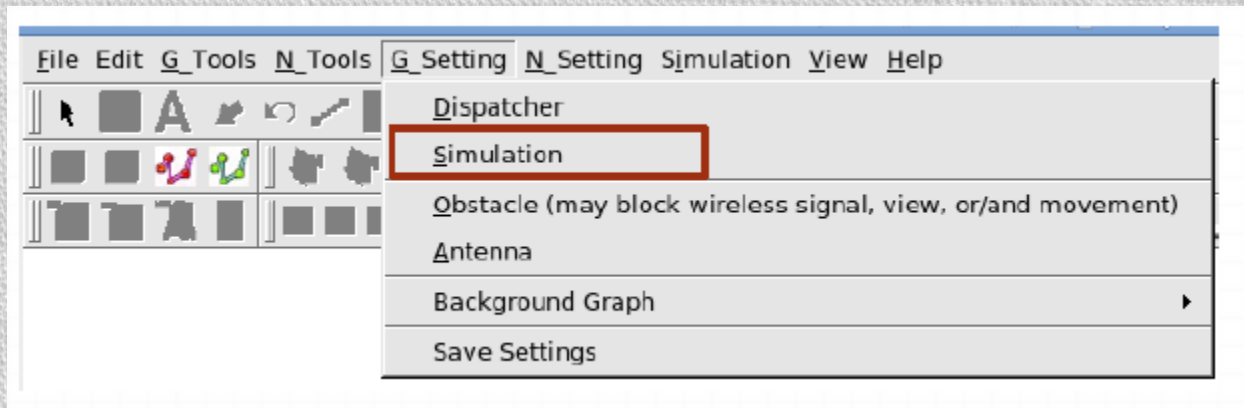 File Edit G_Tools N_Tools G_Setting N_Setting Simulation View Help
Dispatcher
Simulation
Obstacle (may block wireless signal, view, or/and movement)
Antenna
Background Graph
Save Settings